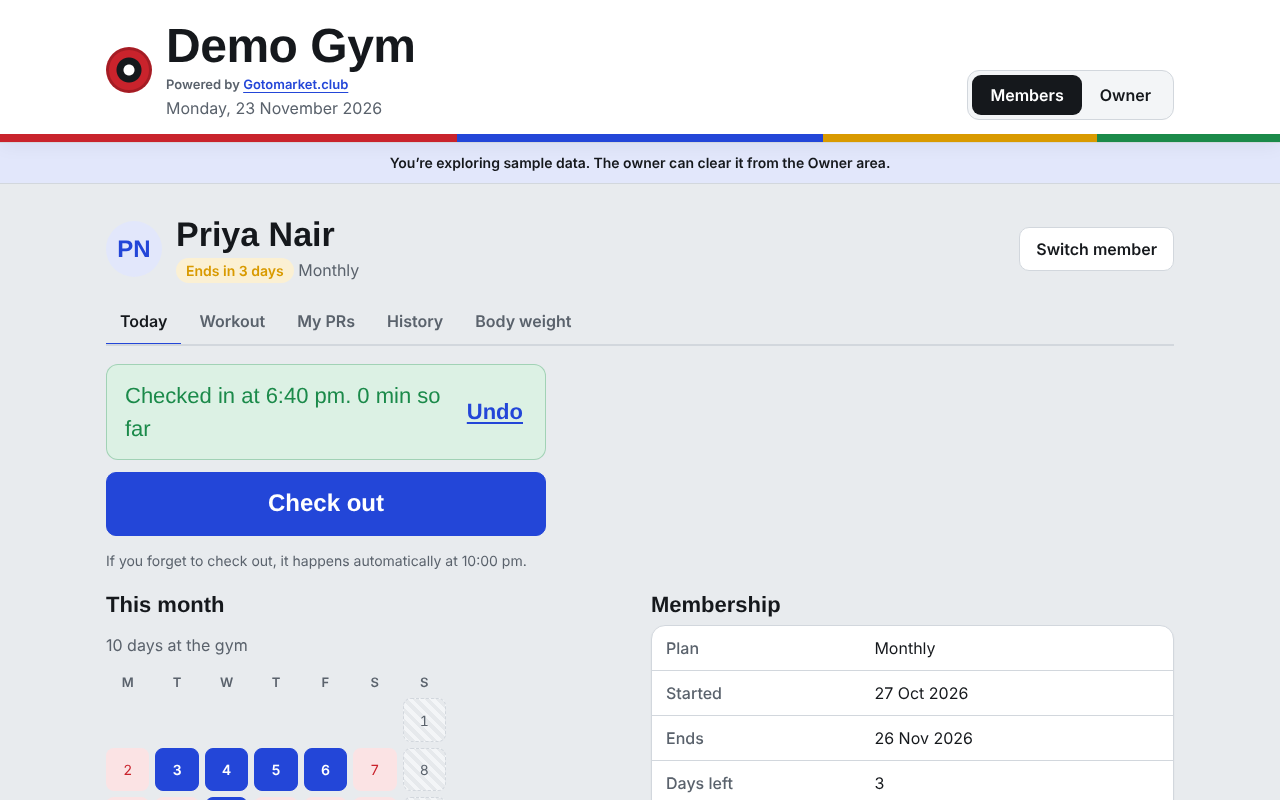 Demo Gym
Powered by Gotomarket.club
Monday, 23 November 2026
Members
Owner
You’re exploring sample data. The owner can clear it from the Owner area.
PN
Priya Nair
Ends in 3 days Monthly
Switch member
Today
Workout
My PRs
History
Body weight
Checked in at 6:40 pm. 0 min so
far
Undo
Check out
If you forget to check out, it happens automatically at 10:00 pm.
This month
10 days at the gym
M T W T F S S
1
2 3 4 5 6 7 8
Membership
Plan Monthly
Started 27 Oct 2026
Ends 26 Nov 2026
Days left 3